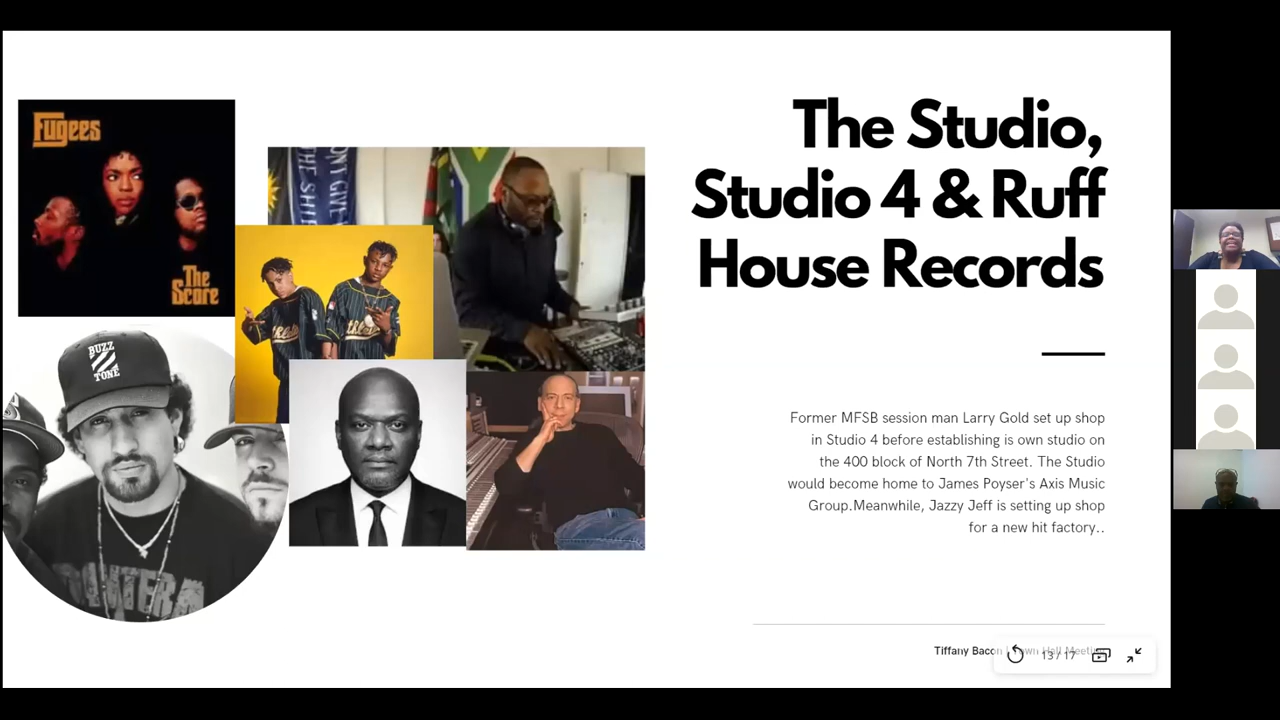 Fugees
The
Score
BUZZ
TONE
PANTERA
The Studio,
Studio 4 & Ruff
House Records
Former MFSB session man Larry Gold set up shop
in Studio 4 before establishing is own studio on
the 400 block of North 7th Street. The Studio
would become home to James Poyser's Axis Music
Group.Meanwhile, Jazzy Jeff is setting up shop
for a new hit factory..
Tiffany Bacon
13 / 17